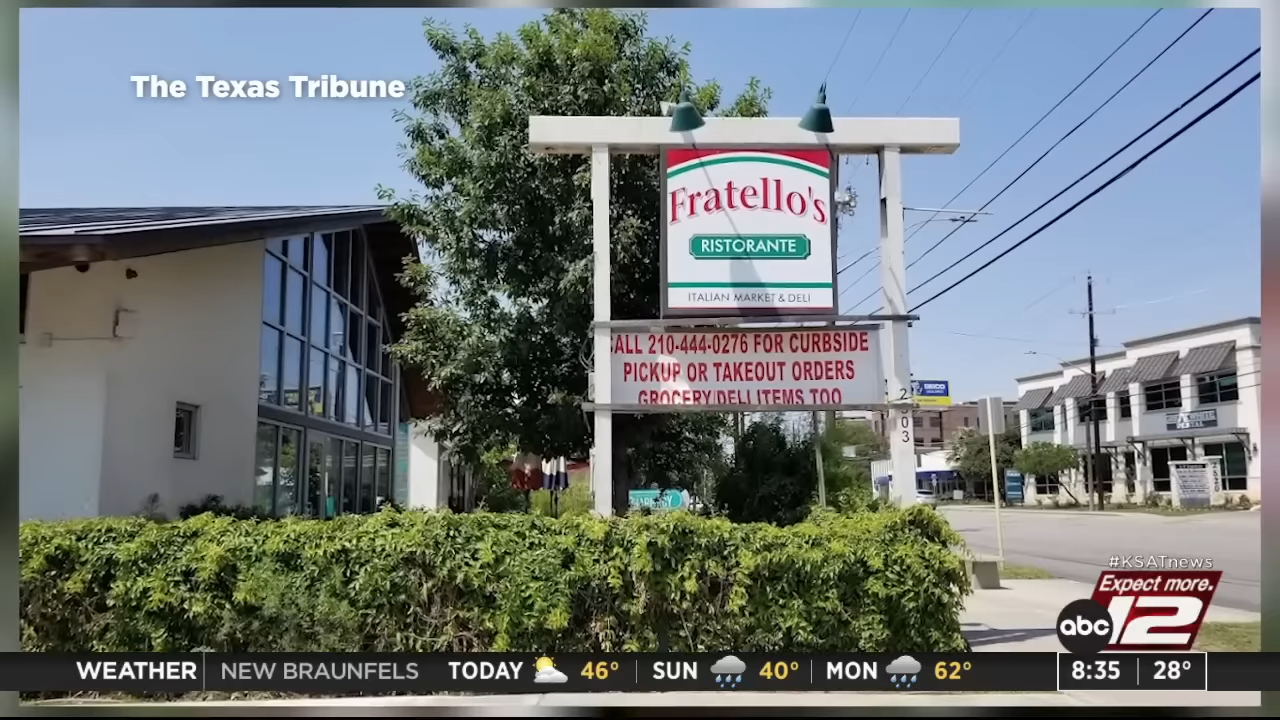 The Texas Tribune
Fratello's
RISTORANTE
ITALIAN MARKET & DELI
CALL 210-444-0276 FOR CURBSIDE
PICKUP OR TAKEOUT ORDERS
GROCERY/DELI ITEMS TOO
2503
GEICO
#KSATnews
Expect more.
abc 12
WEATHER NEW BRAUNFELS TODAY 46° SUN 40° MON 62° 8:35 28°